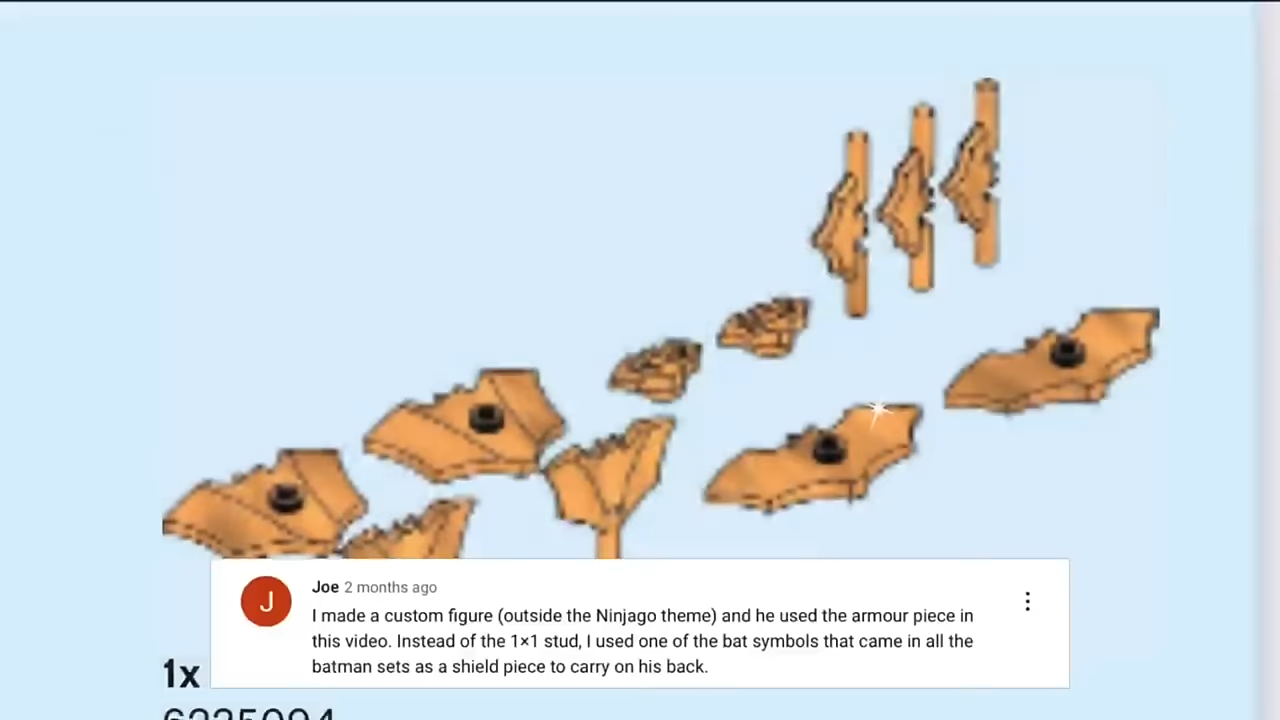 J
Joe 2 months ago
I made a custom figure (outside the Ninjago theme) and he used the armour piece in
this video. Instead of the 1×1 stud, I used one of the bat symbols that came in all the
batman sets as a shield piece to carry on his back.
1x